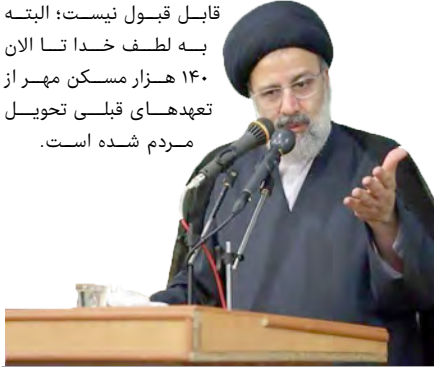 قابل قبول نیست؛ البته
به لطف خدا تا الان
۱۴۰ هزار مسکن مهر از
تعهدهای قبلی تحویل
مردم شده است.